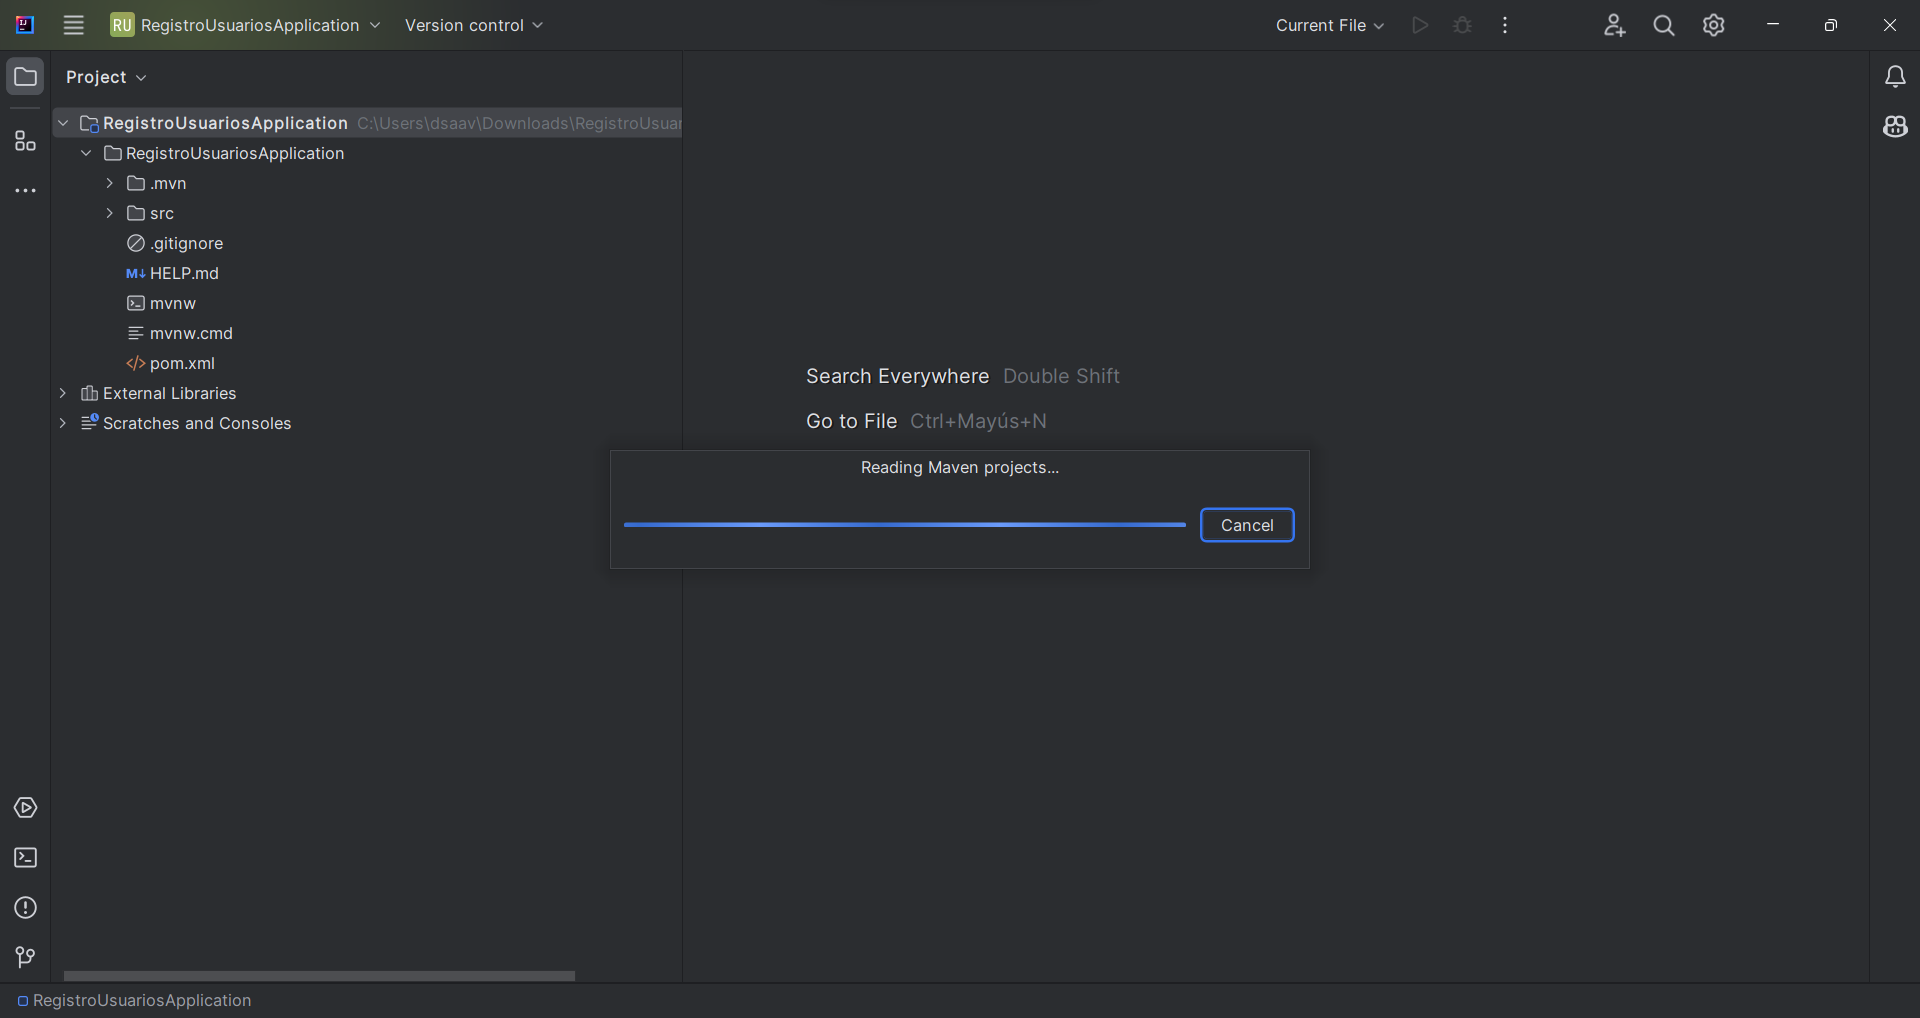 RU RegistroUsuariosApplication Version control Current File
Project
RegistroUsuariosApplication C:\Users\dsaav\Downloads\RegistroUsuar
RegistroUsuariosApplication
.mvn
src
.gitignore
M↓ HELP.md
mvnw
mvnw.cmd
</> pom.xml
External Libraries
Scratches and Consoles
Search Everywhere Double Shift
Go to File Ctrl+Mayús+N
Reading Maven projects...
Cancel
RegistroUsuariosApplication